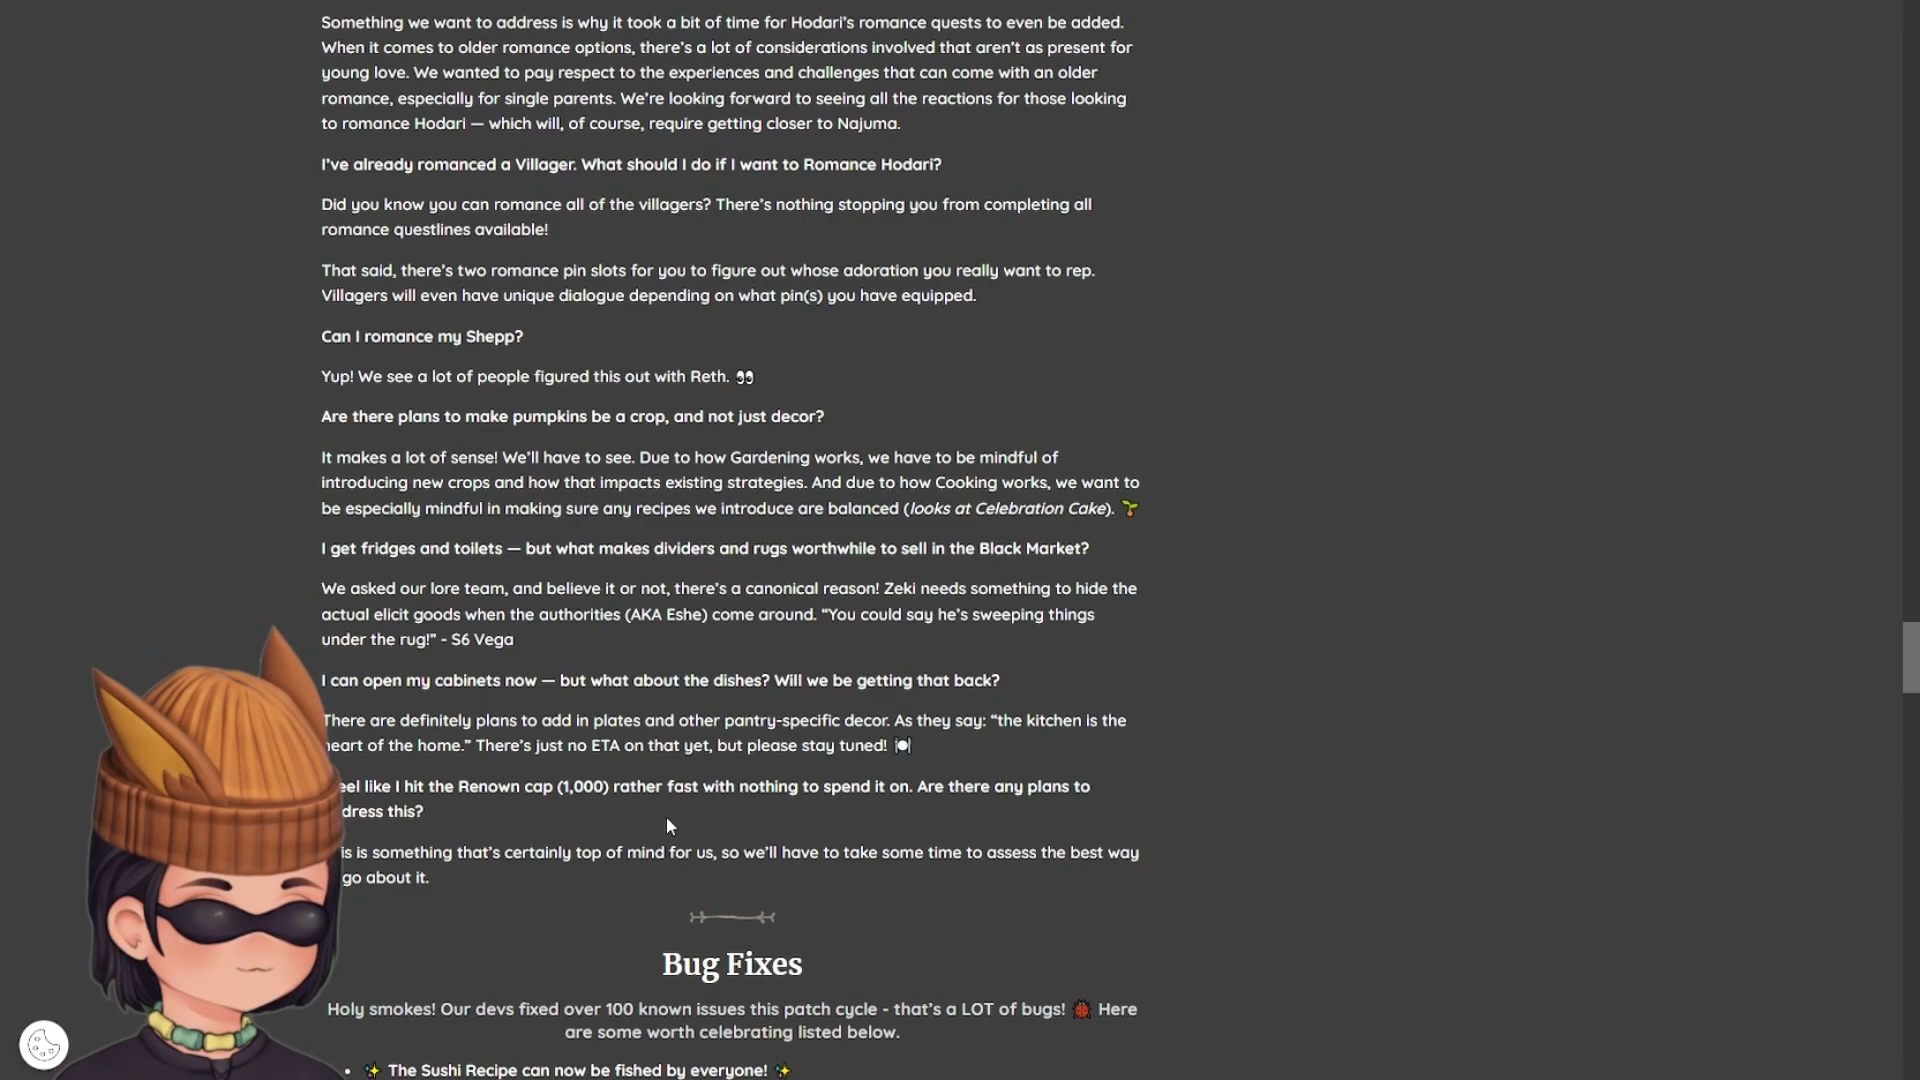 Something we want to address is why it took a bit of time for Hodari's romance quests to even be added.
When it comes to older romance options, there's a lot of considerations involved that aren't as present for
young love. We wanted to pay respect to the experiences and challenges that can come with an older
romance, especially for single parents. We're looking forward to seeing all the reactions for those looking
to romance Hodari — which will, of course, require getting closer to Najuma.
I've already romanced a Villager. What should I do if I want to Romance Hodari?
Did you know you can romance all of the villagers? There's nothing stopping you from completing all
romance questlines available!
That said, there's two romance pin slots for you to figure out whose adoration you really want to rep.
Villagers will even have unique dialogue depending on what pin(s) you have equipped.
Can I romance my Shepp?
Yup! We see a lot of people figured this out with Reth. 👀
Are there plans to make pumpkins be a crop, and not just decor?
It makes a lot of sense! We'll have to see. Due to how Gardening works, we have to be mindful of
introducing new crops and how that impacts existing strategies. And due to how Cooking works, we want to
be especially mindful in making sure any recipes we introduce are balanced (looks at Celebration Cake). 🌱
I get fridges and toilets — but what makes dividers and rugs worthwhile to sell in the Black Market?
We asked our lore team, and believe it or not, there's a canonical reason! Zeki needs something to hide the
actual elicit goods when the authorities (AKA Eshe) come around. "You could say he's sweeping things
under the rug!" - S6 Vega
I can open my cabinets now — but what about the dishes? Will we be getting that back?
There are definitely plans to add in plates and other pantry-specific decor. As they say: "the kitchen is the
heart of the home." There's just no ETA on that yet, but please stay tuned! 🍽️
eel like I hit the Renown cap (1,000) rather fast with nothing to spend it on. Are there any plans to
dress this?
is is something that's certainly top of mind for us, so we'll have to take some time to assess the best way
go about it.
Bug Fixes
Holy smokes! Our devs fixed over 100 known issues this patch cycle - that's a LOT of bugs! 🐞 Here
are some worth celebrating listed below.
• ✨ The Sushi Recipe can now be fished by everyone! ✨